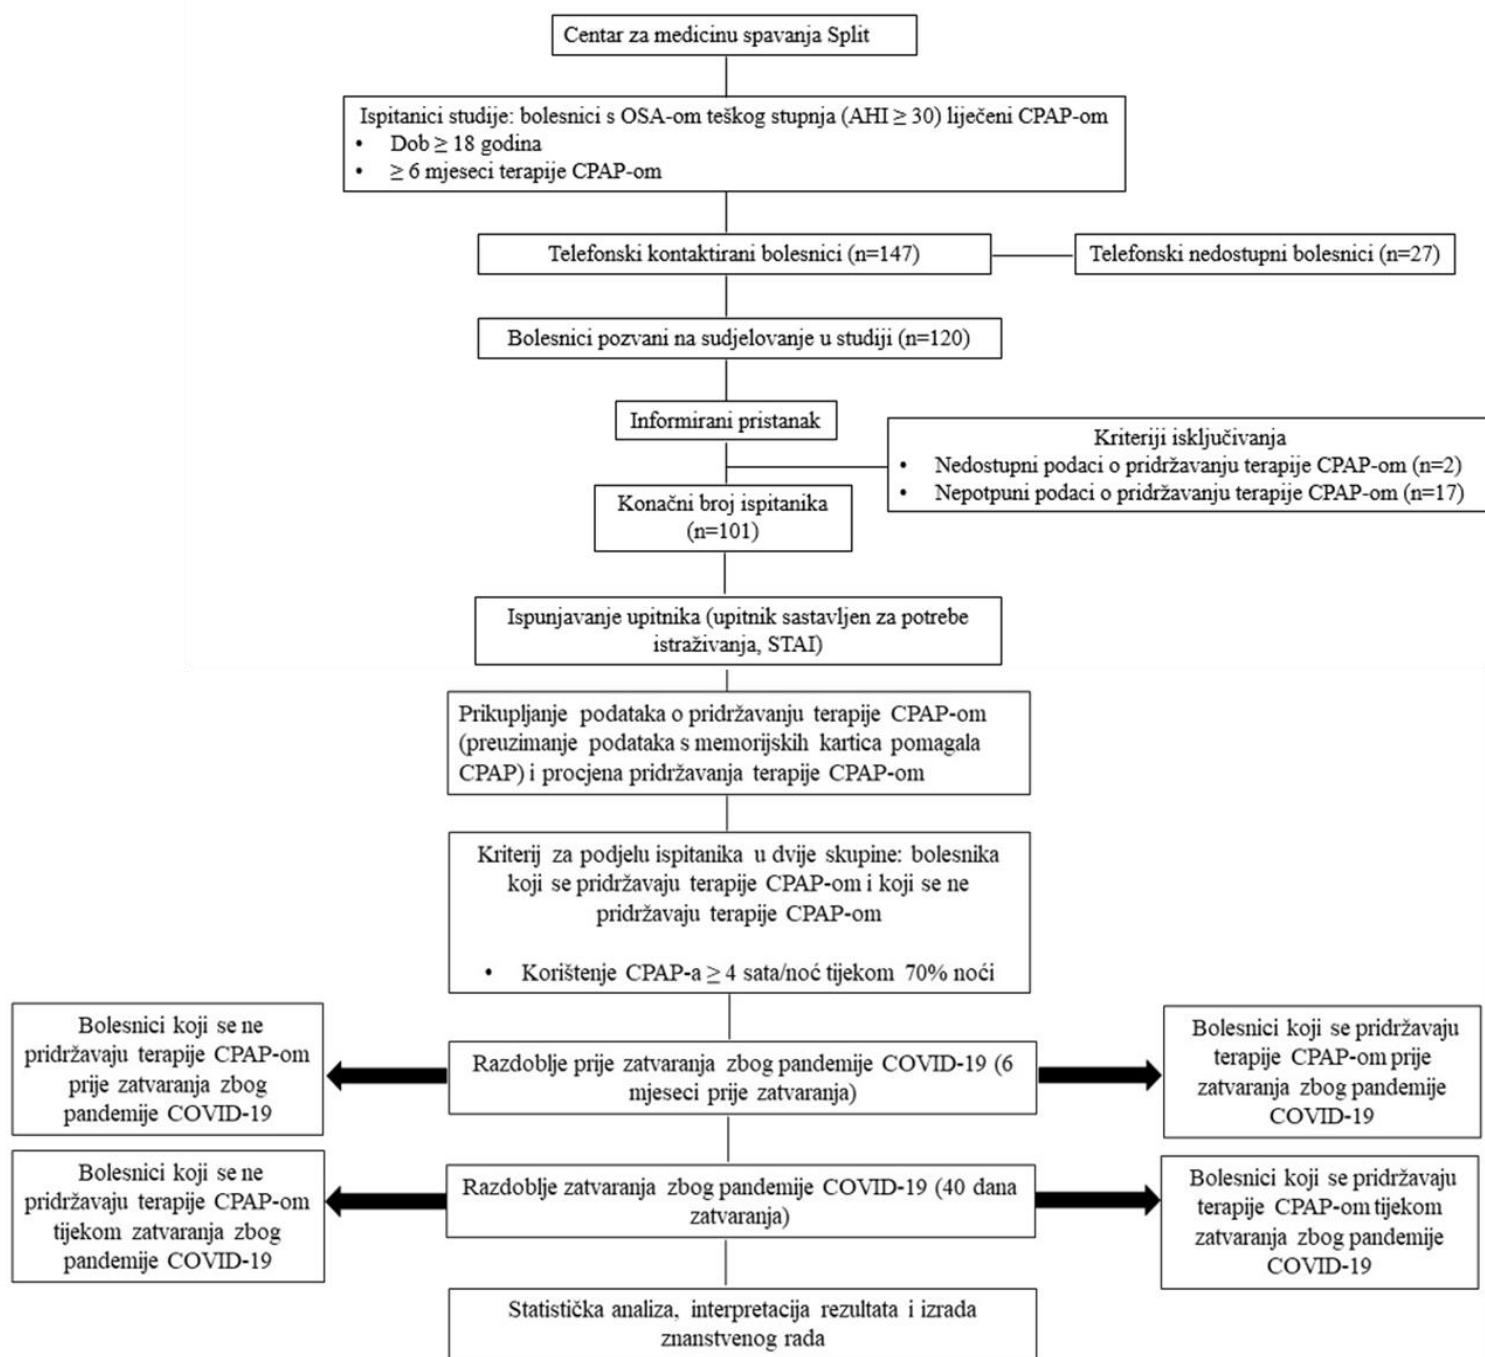 Centar za medicinu spavanja Split
Ispitanici studije: bolesnici s OSA-om teškog stupnja (AHI ≥ 30) liječeni CPAP-om
• Dob ≥ 18 godina
• ≥ 6 mjeseci terapije CPAP-om
Telefonski kontaktirani bolesnici (n=147)
Telefonski nedostupni bolesnici (n=27)
Bolesnici pozvani na sudjelovanje u studiji (n=120)
Informirani pristanak
Kriteriji isključivanja
• Nedostupni podaci o pridržavanju terapije CPAP-om (n=2)
• Nepotpuni podaci o pridržavanju terapije CPAP-om (n=17)
Konačni broj ispitanika
(n=101)
Ispunjavanje upitnika (upitnik sastavljen za potrebe
istraživanja, STAI)
Prikupljanje podataka o pridržavanju terapije CPAP-om
(preuzimanje podataka s memorijskih kartica pomagala
CPAP) i procjena pridržavanja terapije CPAP-om
Kriterij za podjelu ispitanika u dvije skupine: bolesnika
koji se pridržavaju terapije CPAP-om i koji se ne
pridržavaju terapije CPAP-om
• Korištenje CPAP-a ≥ 4 sata/noć tijekom 70% noći
Bolesnici koji se ne
pridržavaju terapije CPAP-om
prije zatvaranja zbog
pandemije COVID-19
Razdoblje prije zatvaranja zbog pandemije COVID-19 (6
mjeseci prije zatvaranja)
Bolesnici koji se pridržavaju
terapije CPAP-om prije
zatvaranja zbog pandemije
COVID-19
Bolesnici koji se ne
pridržavaju terapije CPAP-om
tijekom zatvaranja zbog
pandemije COVID-19
Razdoblje zatvaranja zbog pandemije COVID-19 (40 dana
zatvaranja)
Bolesnici koji se pridržavaju
terapije CPAP-om tijekom
zatvaranja zbog pandemije
COVID-19
Statistička analiza, interpretacija rezultata i izrada
znanstvenog rada